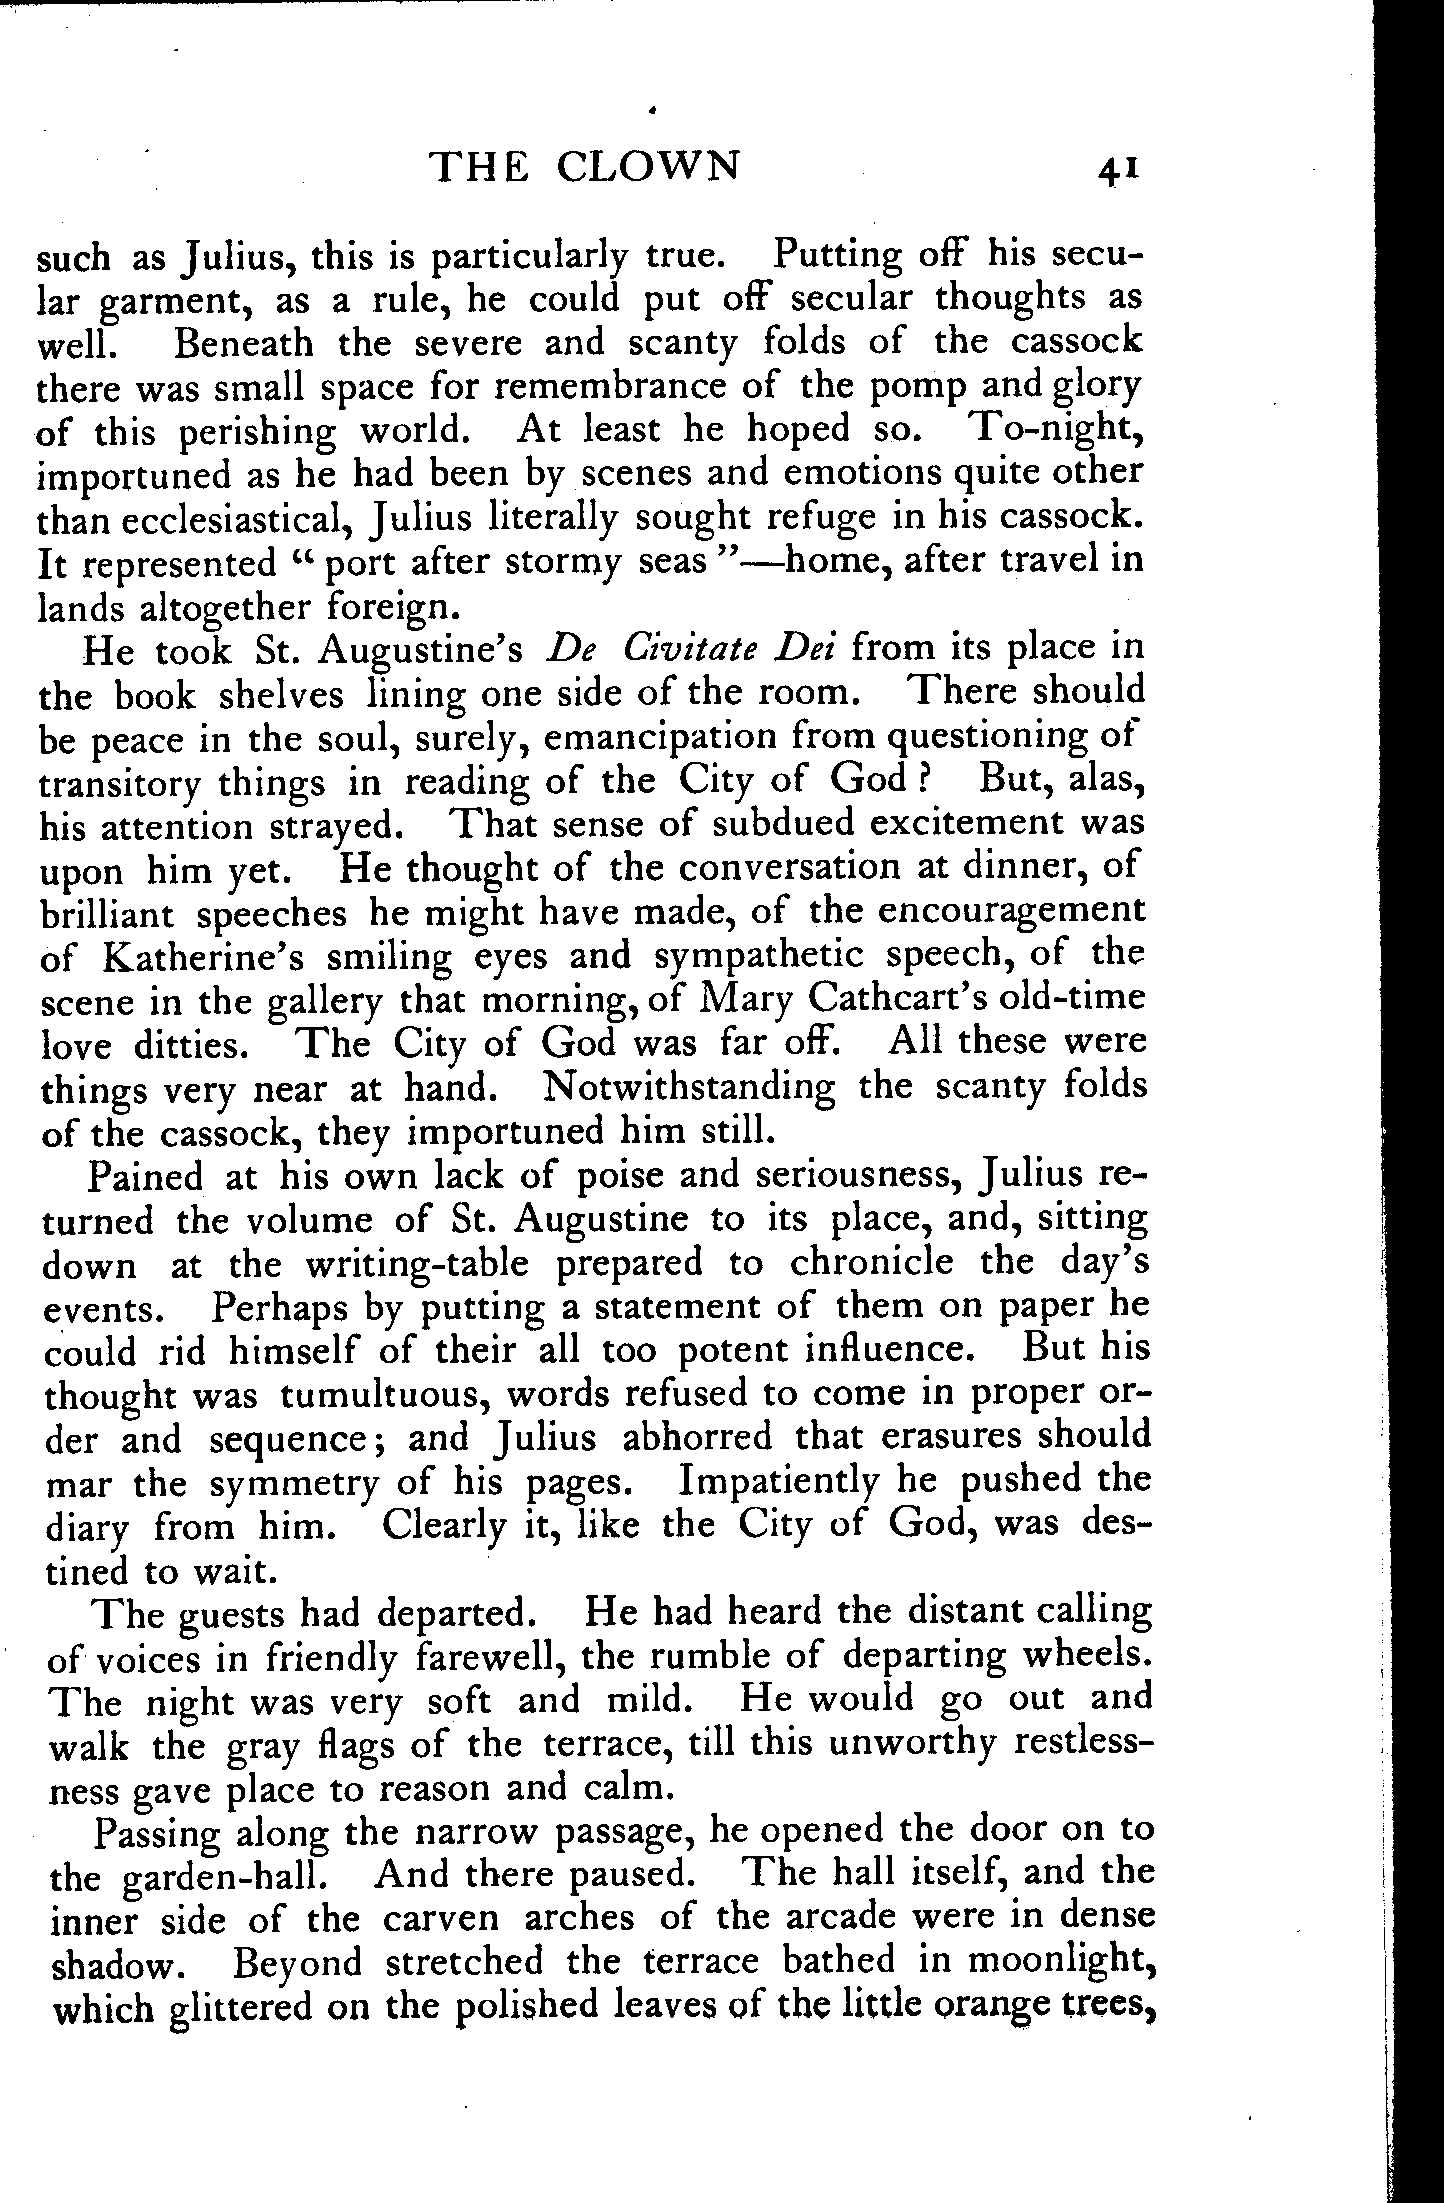 THE CLOWN 41
such as Julius, this is particularly true. Putting off his secu-
lar garment, as a rule, he could put off secular thoughts as
well. Beneath the severe and scanty folds of the cassock
there was small space for remembrance of the pomp and glory
of this perishing world. At least he hoped so. To-night,
importuned as he had been by scenes and emotions quite other
than ecclesiastical, Julius literally sought refuge in his cassock.
It represented “ port after stormy seas ”—home, after travel in
lands altogether foreign.
He took St. Augustine’s De Civitate Dei from its place in
the book shelves lining one side of the room. There should
be peace in the soul, surely, emancipation from questioning of
transitory things in reading of the City of God ? But, alas,
his attention strayed. That sense of subdued excitement was
upon him yet. He thought of the conversation at dinner, of
brilliant speeches he might have made, of the encouragement
of Katherine’s smiling eyes and sympathetic speech, of the
scene in the gallery that morning, of Mary Cathcart’s old-time
love ditties. The City of God was far off. All these were
things very near at hand. Notwithstanding the scanty folds
of the cassock, they importuned him still.
Pained at his own lack of poise and seriousness, Julius re-
turned the volume of St. Augustine to its place, and, sitting
down at the writing-table prepared to chronicle the day’s
events. Perhaps by putting a statement of them on paper he
could rid himself of their all too potent influence. But his
thought was tumultuous, words refused to come in proper or-
der and sequence; and Julius abhorred that erasures should
mar the symmetry of his pages. Impatiently he pushed the
diary from him. Clearly it, like the City of God, was des-
tined to wait.
The guests had departed. He had heard the distant calling
of voices in friendly farewell, the rumble of departing wheels.
The night was very soft and mild. He would go out and
walk the gray flags of the terrace, till this unworthy restless-
ness gave place to reason and calm.
Passing along the narrow passage, he opened the door on to
the garden-hall. And there paused. The hall itself, and the
inner side of the carven arches of the arcade were in dense
shadow. Beyond stretched the terrace bathed in moonlight,
which glittered on the polished leaves of the little orange trees,